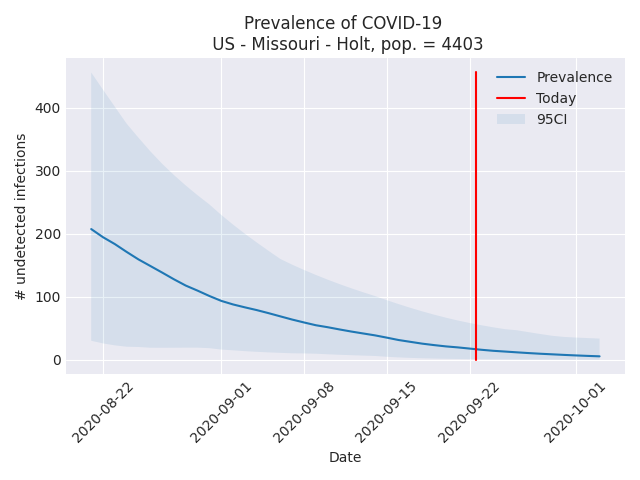 Prevalence of COVID-19
US - Missouri - Holt, pop. = 4403
Prevalence
Today
95CI
# undetected infections
400
300
200
100
0
2020-08-22
2020-09-01
2020-09-08
2020-09-15
2020-09-22
2020-10-01
Date